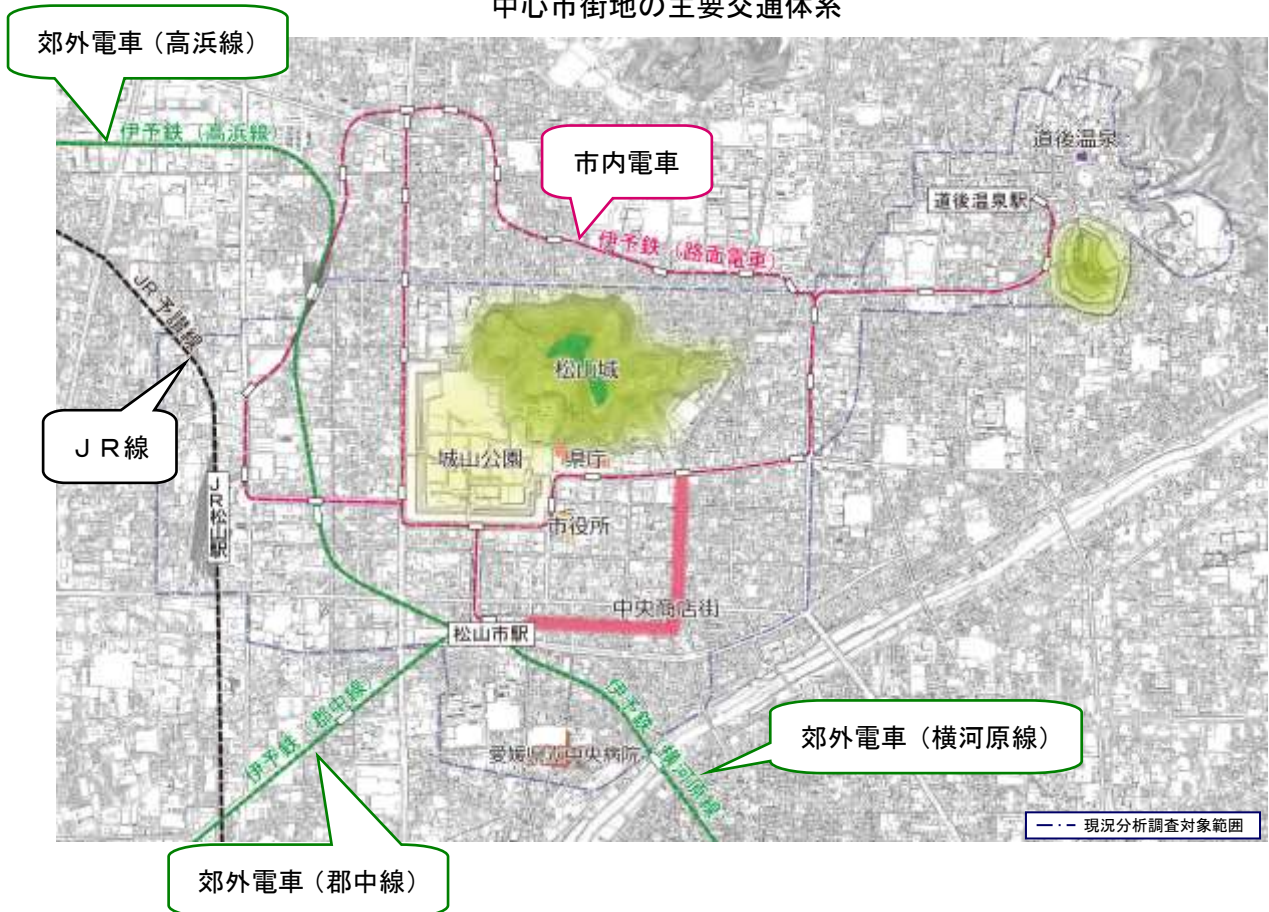 中心市街地の主要交通体系
郊外電車（高浜線）
伊予鉄（高浜線）
市内電車
道後温泉
道後温泉駅
伊予鉄（路面電車）
JR予讃線
松山城
JR線
城山公園
県庁
JR松山駅
市役所
中央商店街
松山市駅
伊予鉄（郡中線）
伊予鉄（横河原線）
愛媛県立中央病院
郊外電車（横河原線）
現況分析調査対象範囲
郊外電車（郡中線）